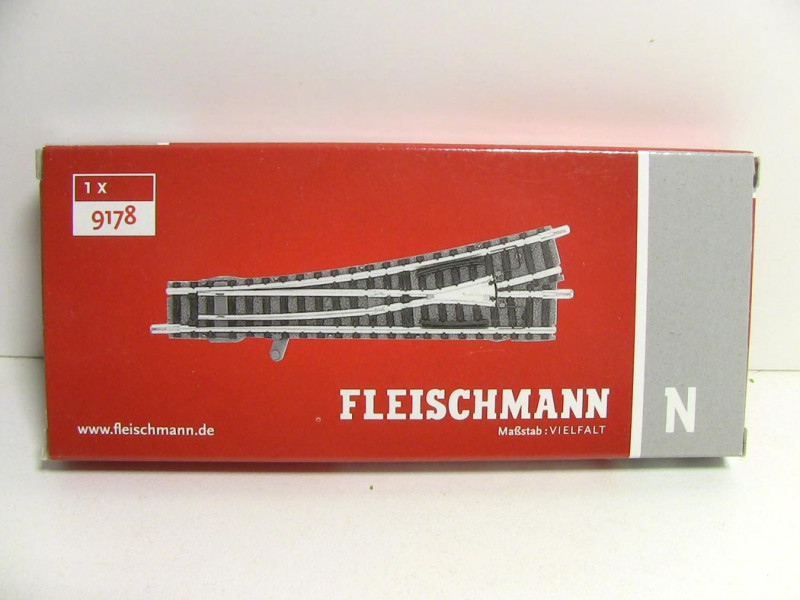 1 x
9178
FLEISCHMANN
Maßstab : VIELFALT
www.fleischmann.de
N